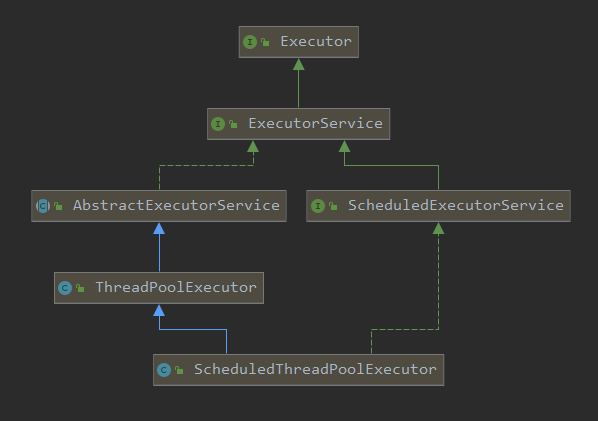 I Executor
I ExecutorService
C AbstractExecutorService
I ScheduledExecutorService
C ThreadPoolExecutor
C ScheduledThreadPoolExecutor